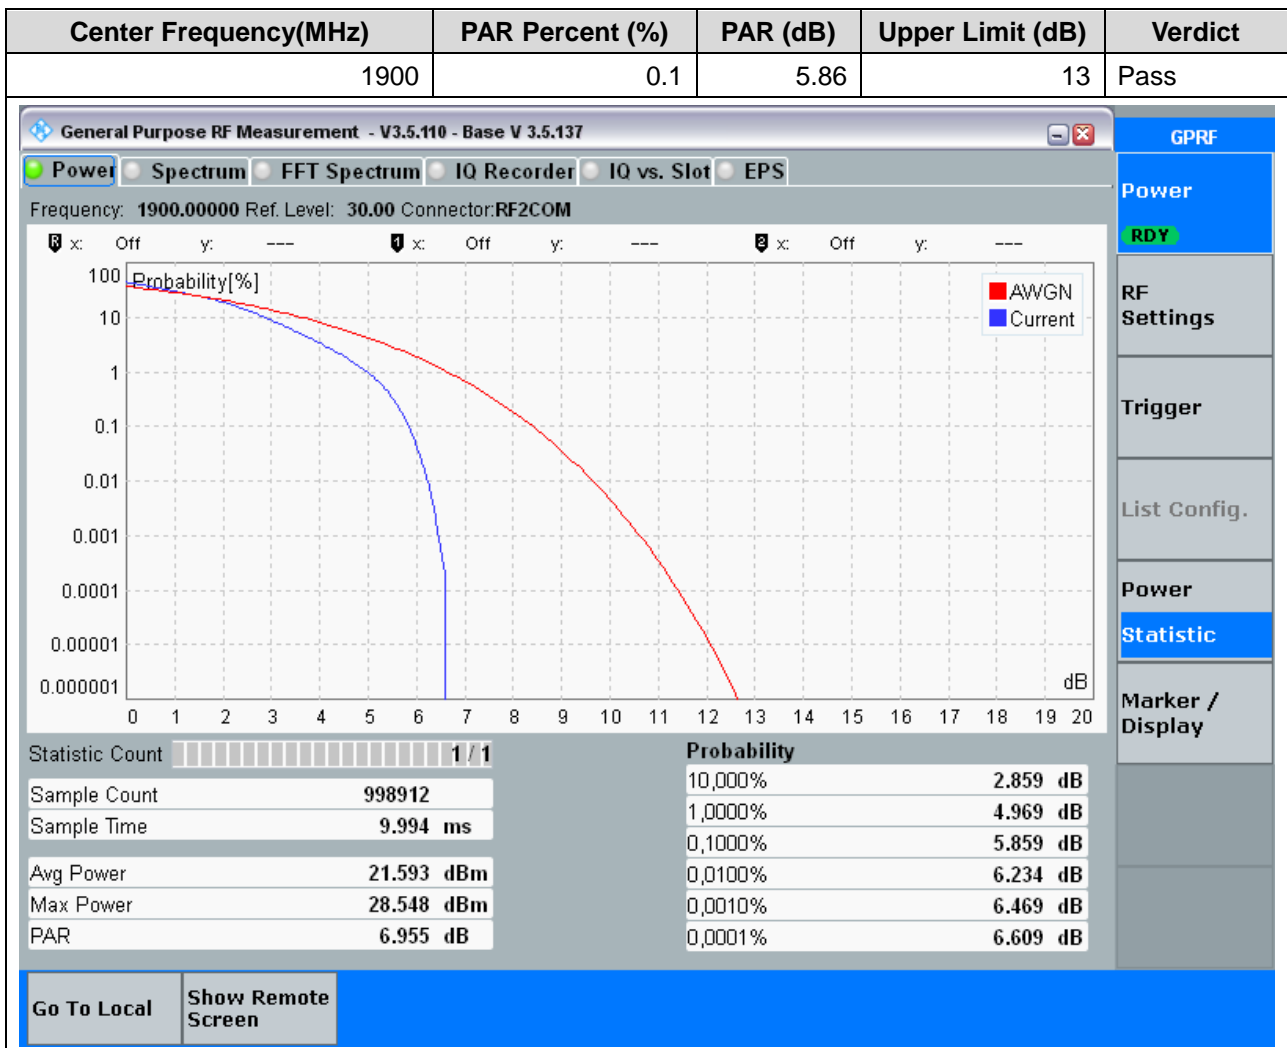 Center Frequency(MHz) PAR Percent (%) PAR (dB) Upper Limit (dB) Verdict
1900 0.1 5.86 13 Pass
General Purpose RF Measurement - V3.5.110 - Base V 3.5.137
GPRF
Power Spectrum FFT Spectrum IQ Recorder IQ vs. Slot EPS
Power
RDY
Frequency: 1900.00000 Ref. Level: 30.00 Connector:RF2COM
R x: Off y: --- 1 x: Off y: --- 2 x: Off y: ---
Probability[%]
AWGN
Current
100
10
1
0.1
0.01
0.001
0.0001
0.00001
0.000001
dB
0 1 2 3 4 5 6 7 8 9 10 11 12 13 14 15 16 17 18 19 20
RF
Settings
Trigger
List Config.
Power
Statistic
Marker /
Display
Statistic Count 1 / 1
Sample Count 998912
Sample Time 9.994 ms
Avg Power 21.593 dBm
Max Power 28.548 dBm
PAR 6.955 dB
Probability
10,000% 2.859 dB
1,0000% 4.969 dB
0,1000% 5.859 dB
0,0100% 6.234 dB
0,0010% 6.469 dB
0,0001% 6.609 dB
Go To Local
Show Remote
Screen